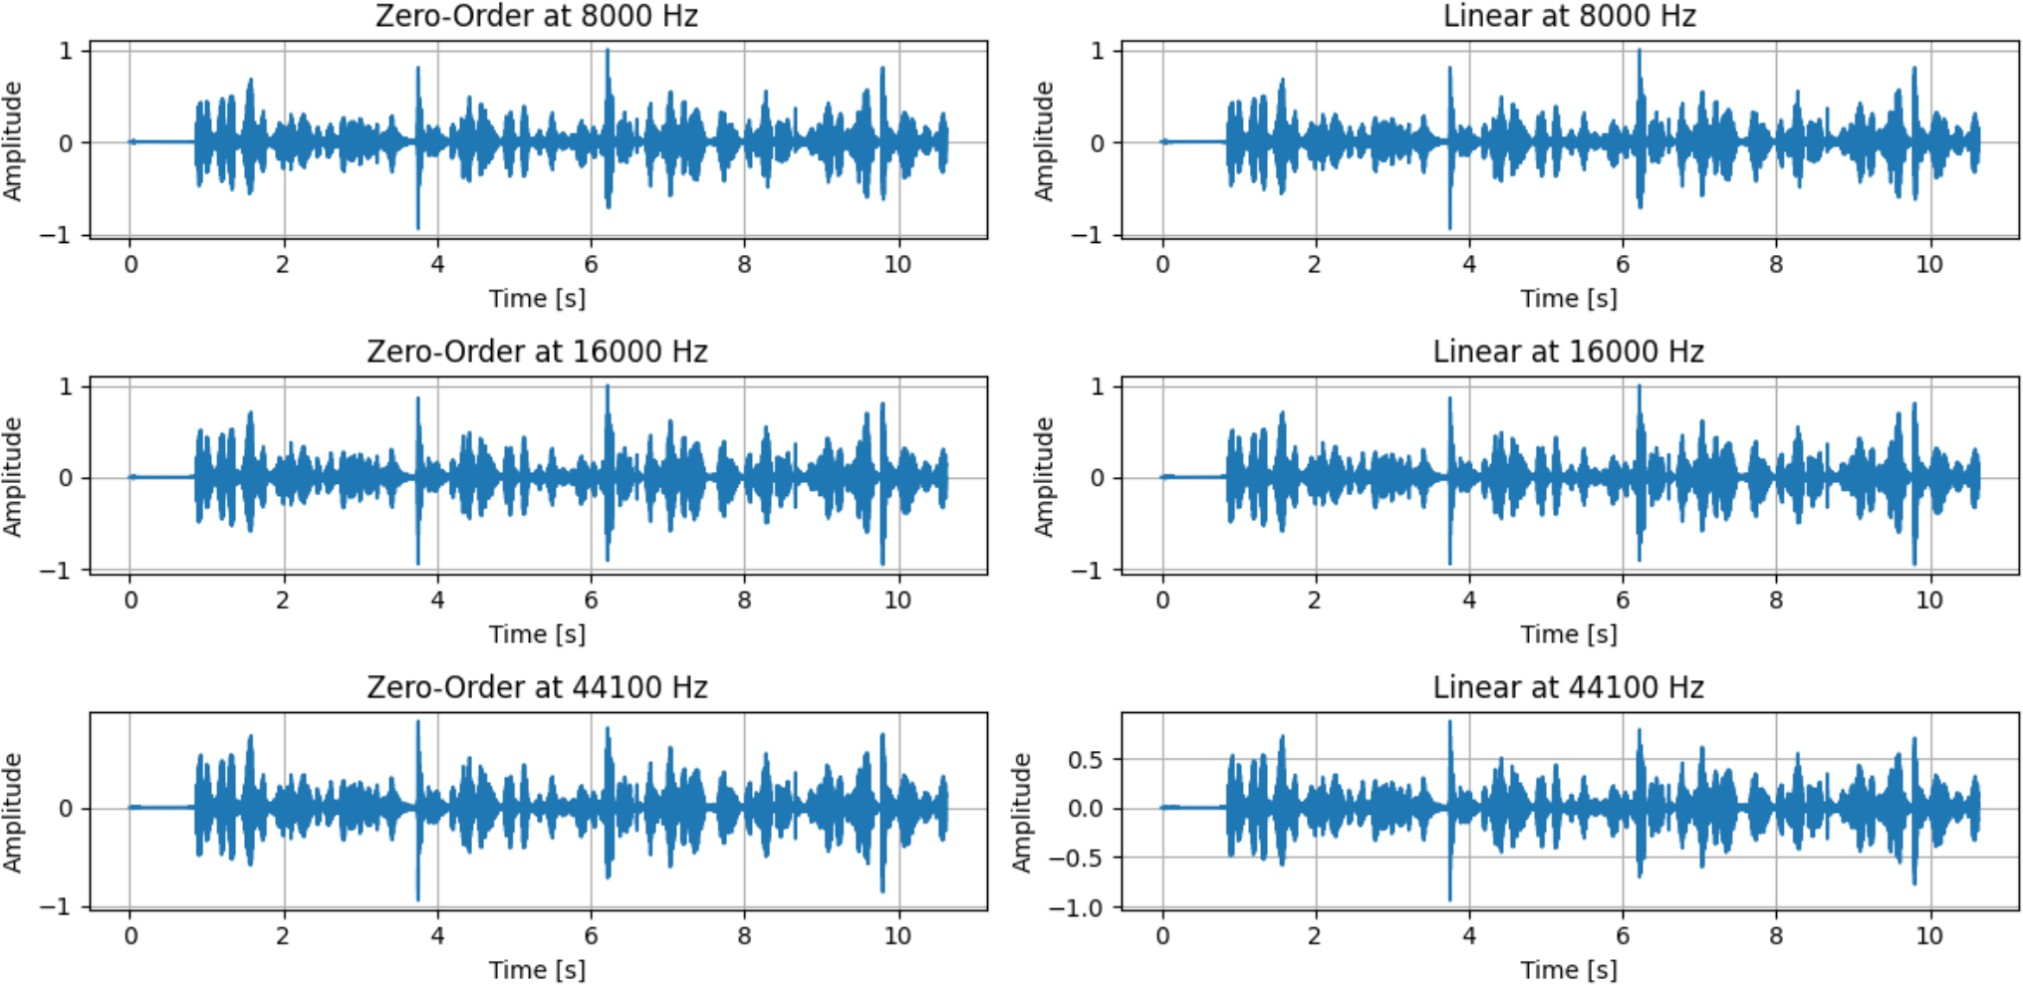 Zero-Order at 8000 Hz
Amplitude
1
0
−1
0 2 4 6 8 10
Time [s]
Linear at 8000 Hz
Amplitude
1
0
−1
0 2 4 6 8 10
Time [s]
Zero-Order at 16000 Hz
Amplitude
1
0
−1
0 2 4 6 8 10
Time [s]
Linear at 16000 Hz
Amplitude
1
0
−1
0 2 4 6 8 10
Time [s]
Zero-Order at 44100 Hz
Amplitude
0
−1
0 2 4 6 8 10
Time [s]
Linear at 44100 Hz
Amplitude
0.5
0.0
−0.5
−1.0
0 2 4 6 8 10
Time [s]